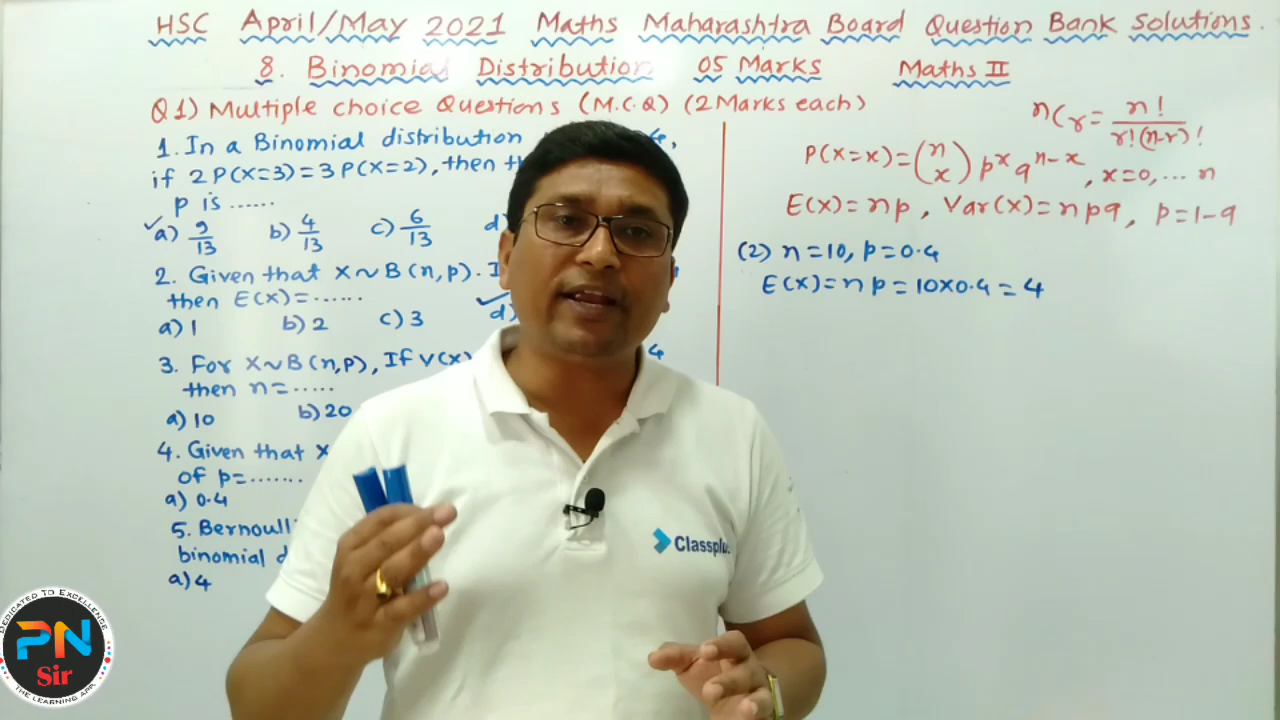 HSC April/May 2021 Maths Maharashtra Board Question Bank Solutions.
8. Binomial Distribution 05 Marks Maths II
Q1) Multiple choice Questions (M.C.Q) (2 Marks each)
1. In a Binomial distribution
if 2P(X=3)=3P(X=2), then
p is ......
✓a) 9/13 b) 4/13 c) 6/13 d)
2. Given that X~B(n,p).
then E(X)=......
a) 1 b) 2 c) 3 ✓d)
3. For X~B(n,p), If V(X)
then n=.....
a) 10 b) 20
4. Given that X
of p=.......
a) 0.4
5.
binomial
a) 4
nCr = n!/r!(n-r)!
P(X=x)=(n x) p^x q^n-x, x=0,... n
E(X)=np, Var(X)=npq, p=1-q
(2) n=10, p=0.4
E(X)=np=10x0.4=4
Classplus
DEDICATED TO EXCELLENCE
PN
Sir
THE LEARNING APP